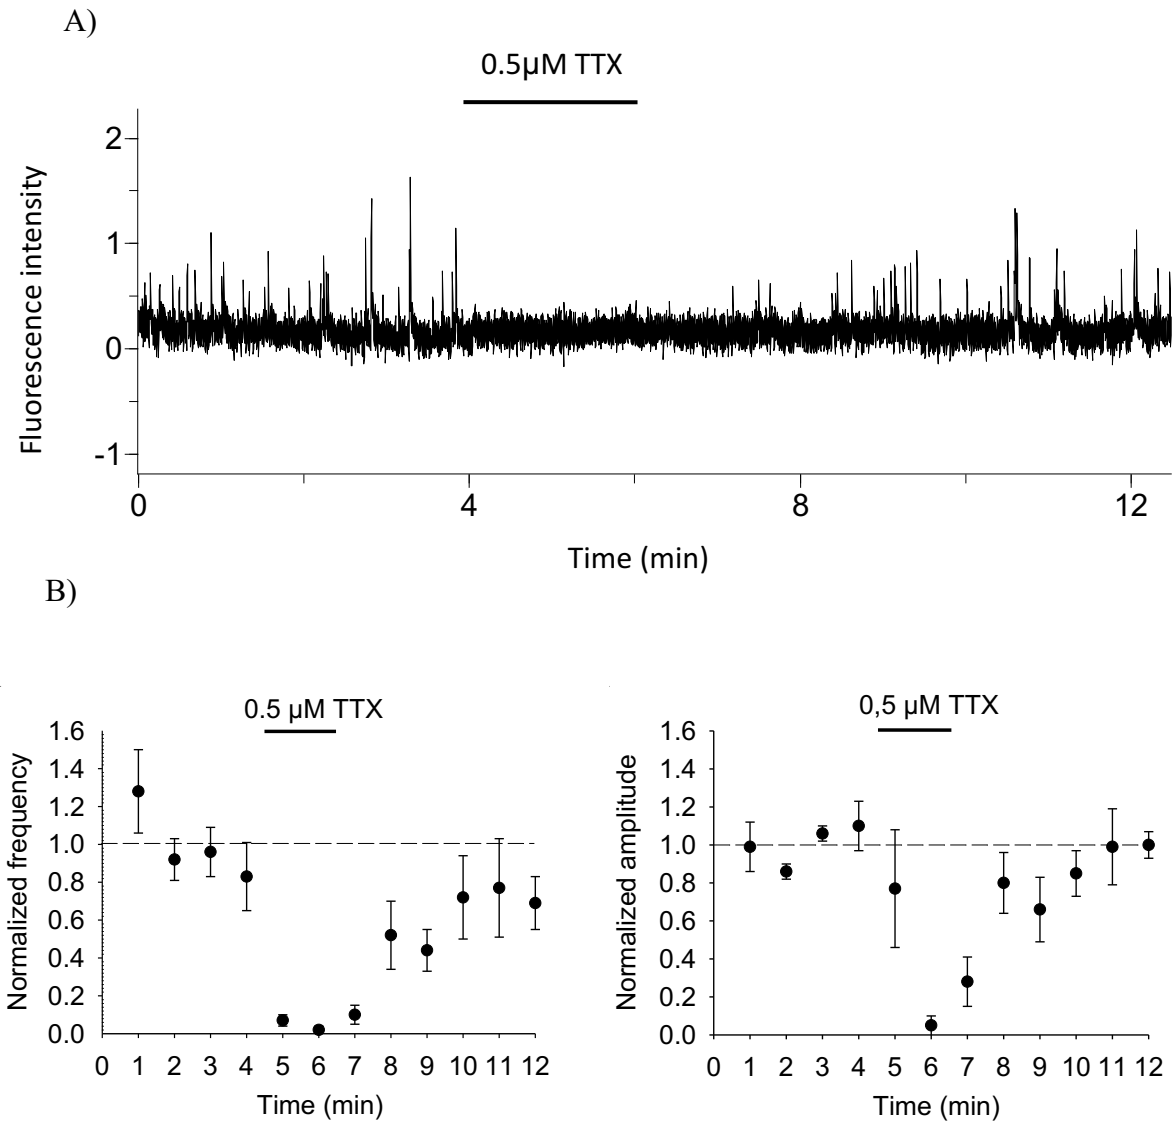 A)
0.5µM TTX
2
1
0
-1
Fluorescence intensity
0 4 8 12
Time (min)
B)
0.5 µM TTX
1.6
1.4
1.2
1.0
0.8
0.6
0.4
0.2
0.0
Normalized frequency
0 1 2 3 4 5 6 7 8 9 10 11 12
Time (min)
0,5 µM TTX
1.6
1.4
1.2
1.0
0.8
0.6
0.4
0.2
0.0
Normalized amplitude
0 1 2 3 4 5 6 7 8 9 10 11 12
Time (min)